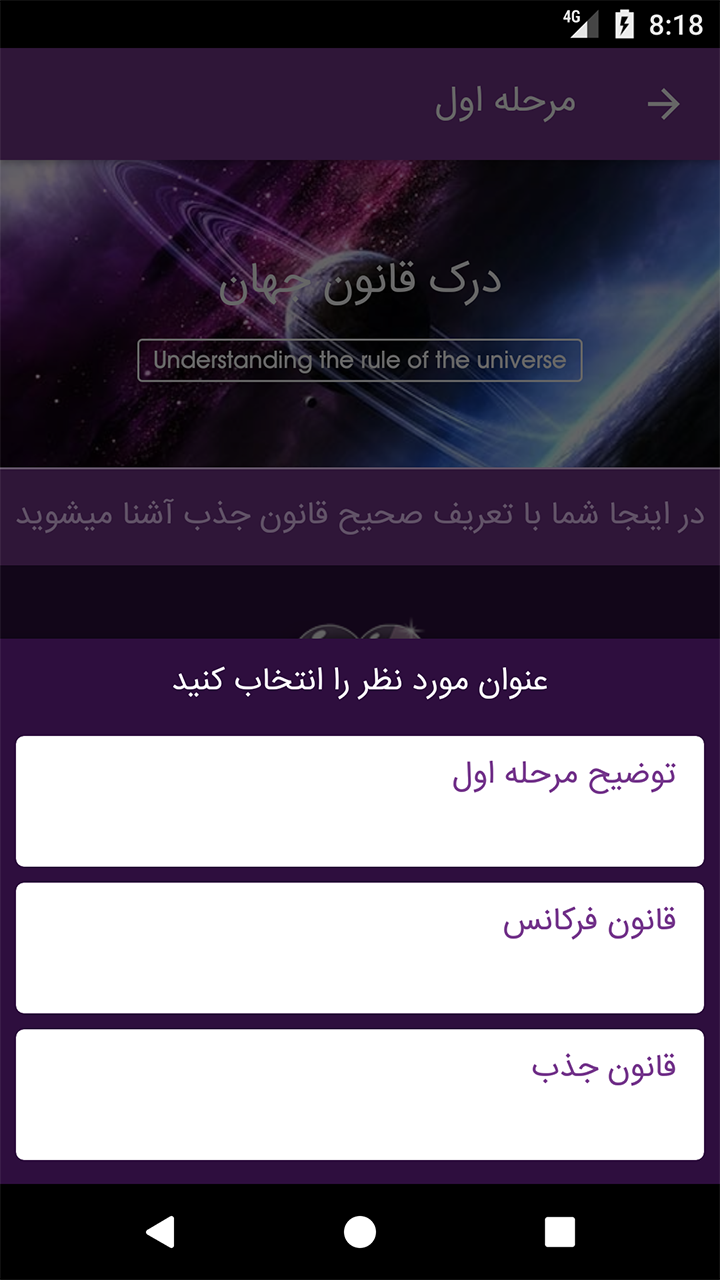 4G 8:18
مرحله اول
درک قانون جهان
Understanding the rule of the universe
در اینجا شما با تعریف صحیح قانون جذب آشنا میشوید
عنوان مورد نظر را انتخاب کنید
توضیح مرحله اول
قانون فرکانس
قانون جذب